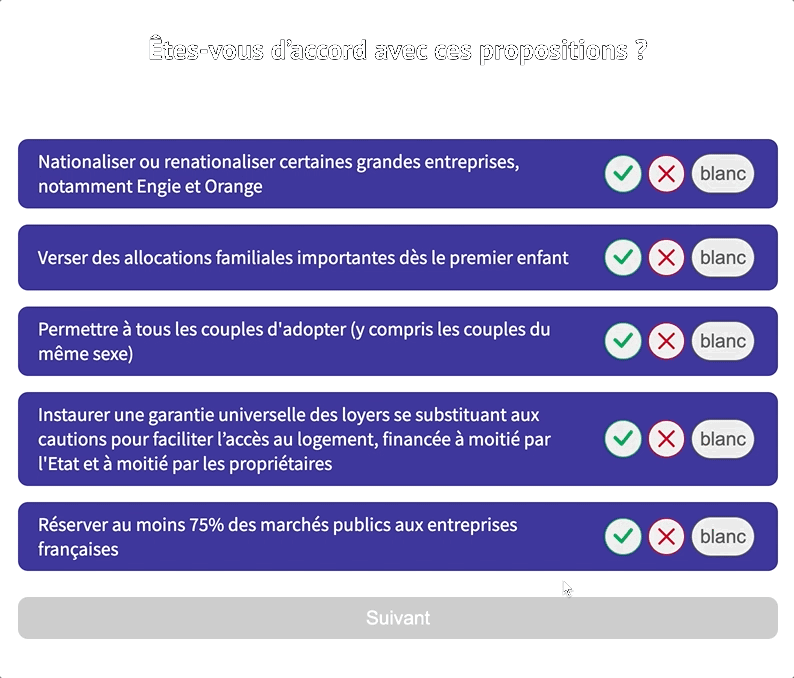 Êtes-vous d’accord avec ces propositions ?
Nationaliser ou renationaliser certaines grandes entreprises,
notamment Engie et Orange
blanc
Verser des allocations familiales importantes dès le premier enfant
blanc
Permettre à tous les couples d'adopter (y compris les couples du
même sexe)
blanc
Instaurer une garantie universelle des loyers se substituant aux
cautions pour faciliter l’accès au logement, financée à moitié par
l'Etat et à moitié par les propriétaires
blanc
Réserver au moins 75% des marchés publics aux entreprises
françaises
blanc
Suivant